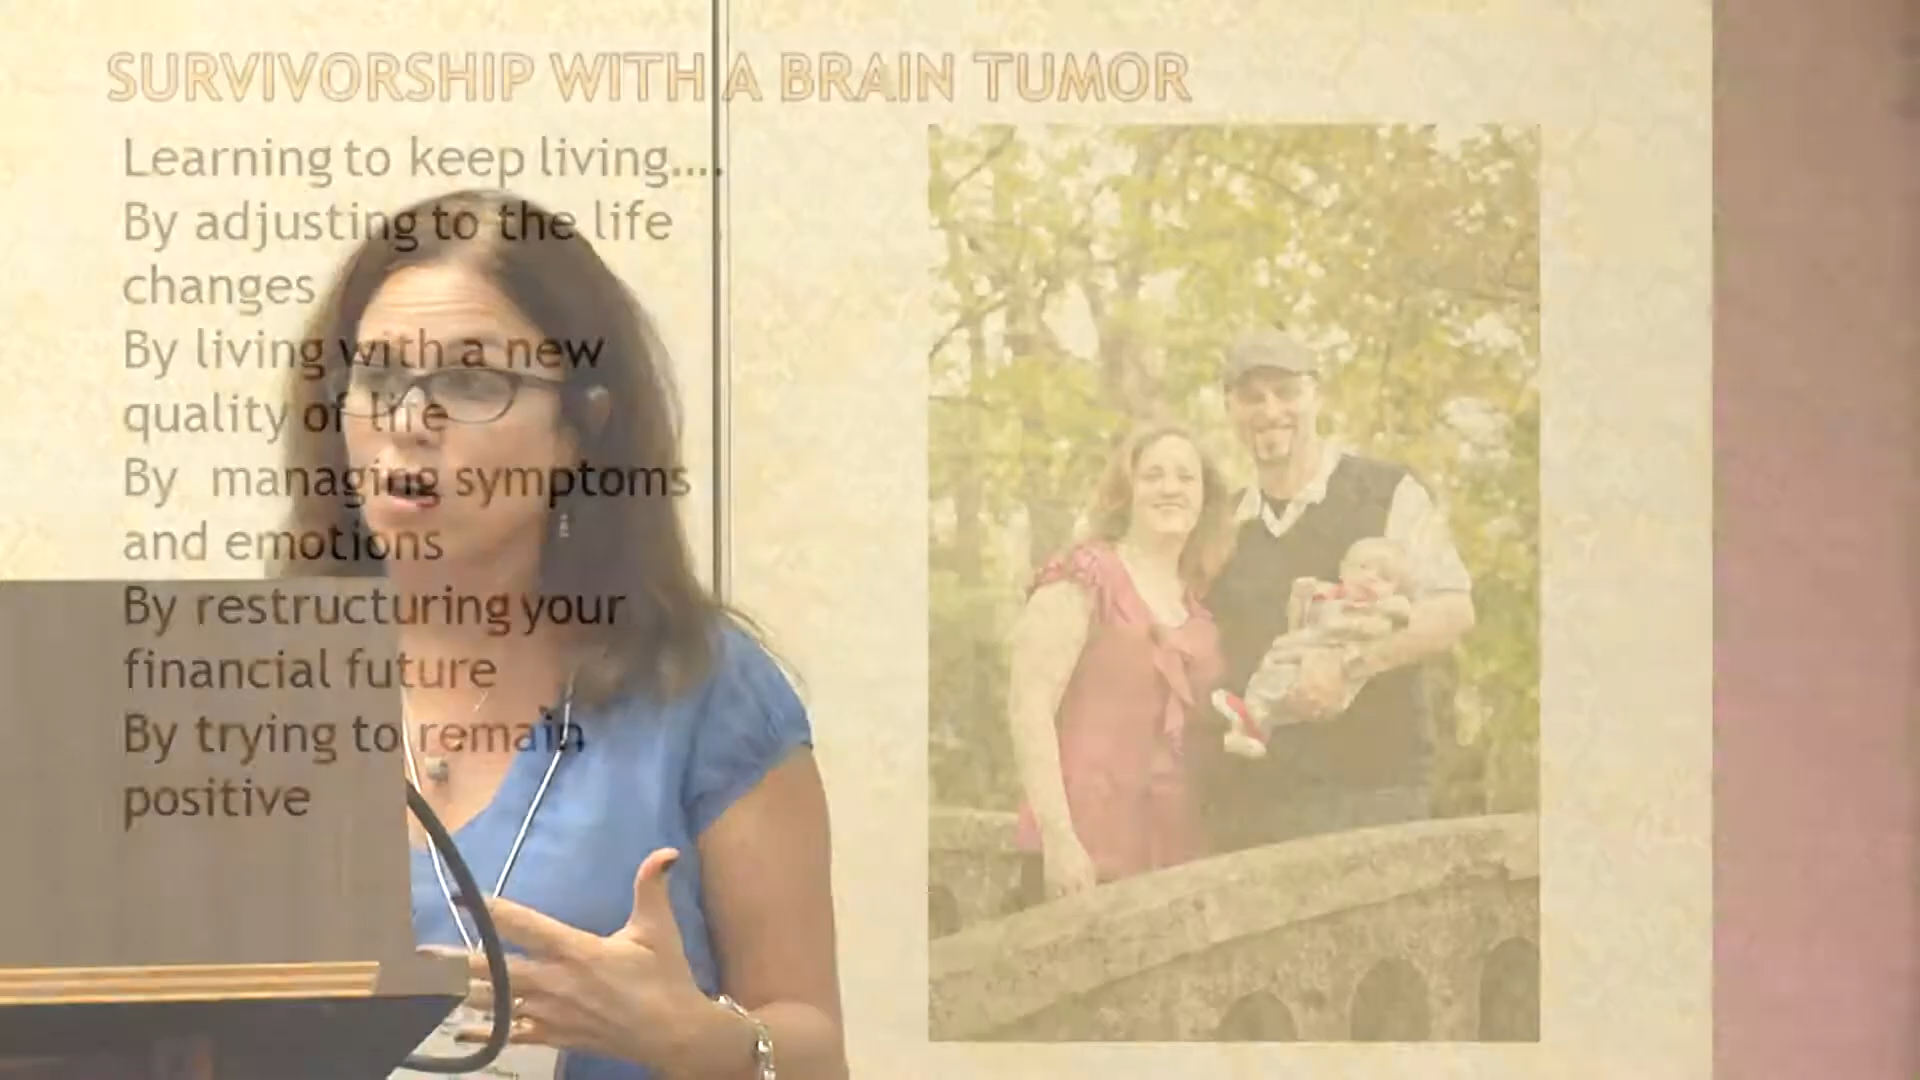 SURVIVORSHIP WITH A BRAIN TUMOR
Learning to keep living....
By adjusting to the life
changes
By living with a new
quality of life
By managing symptoms
and emotions
By restructuring your
financial future
By trying to remain
positive